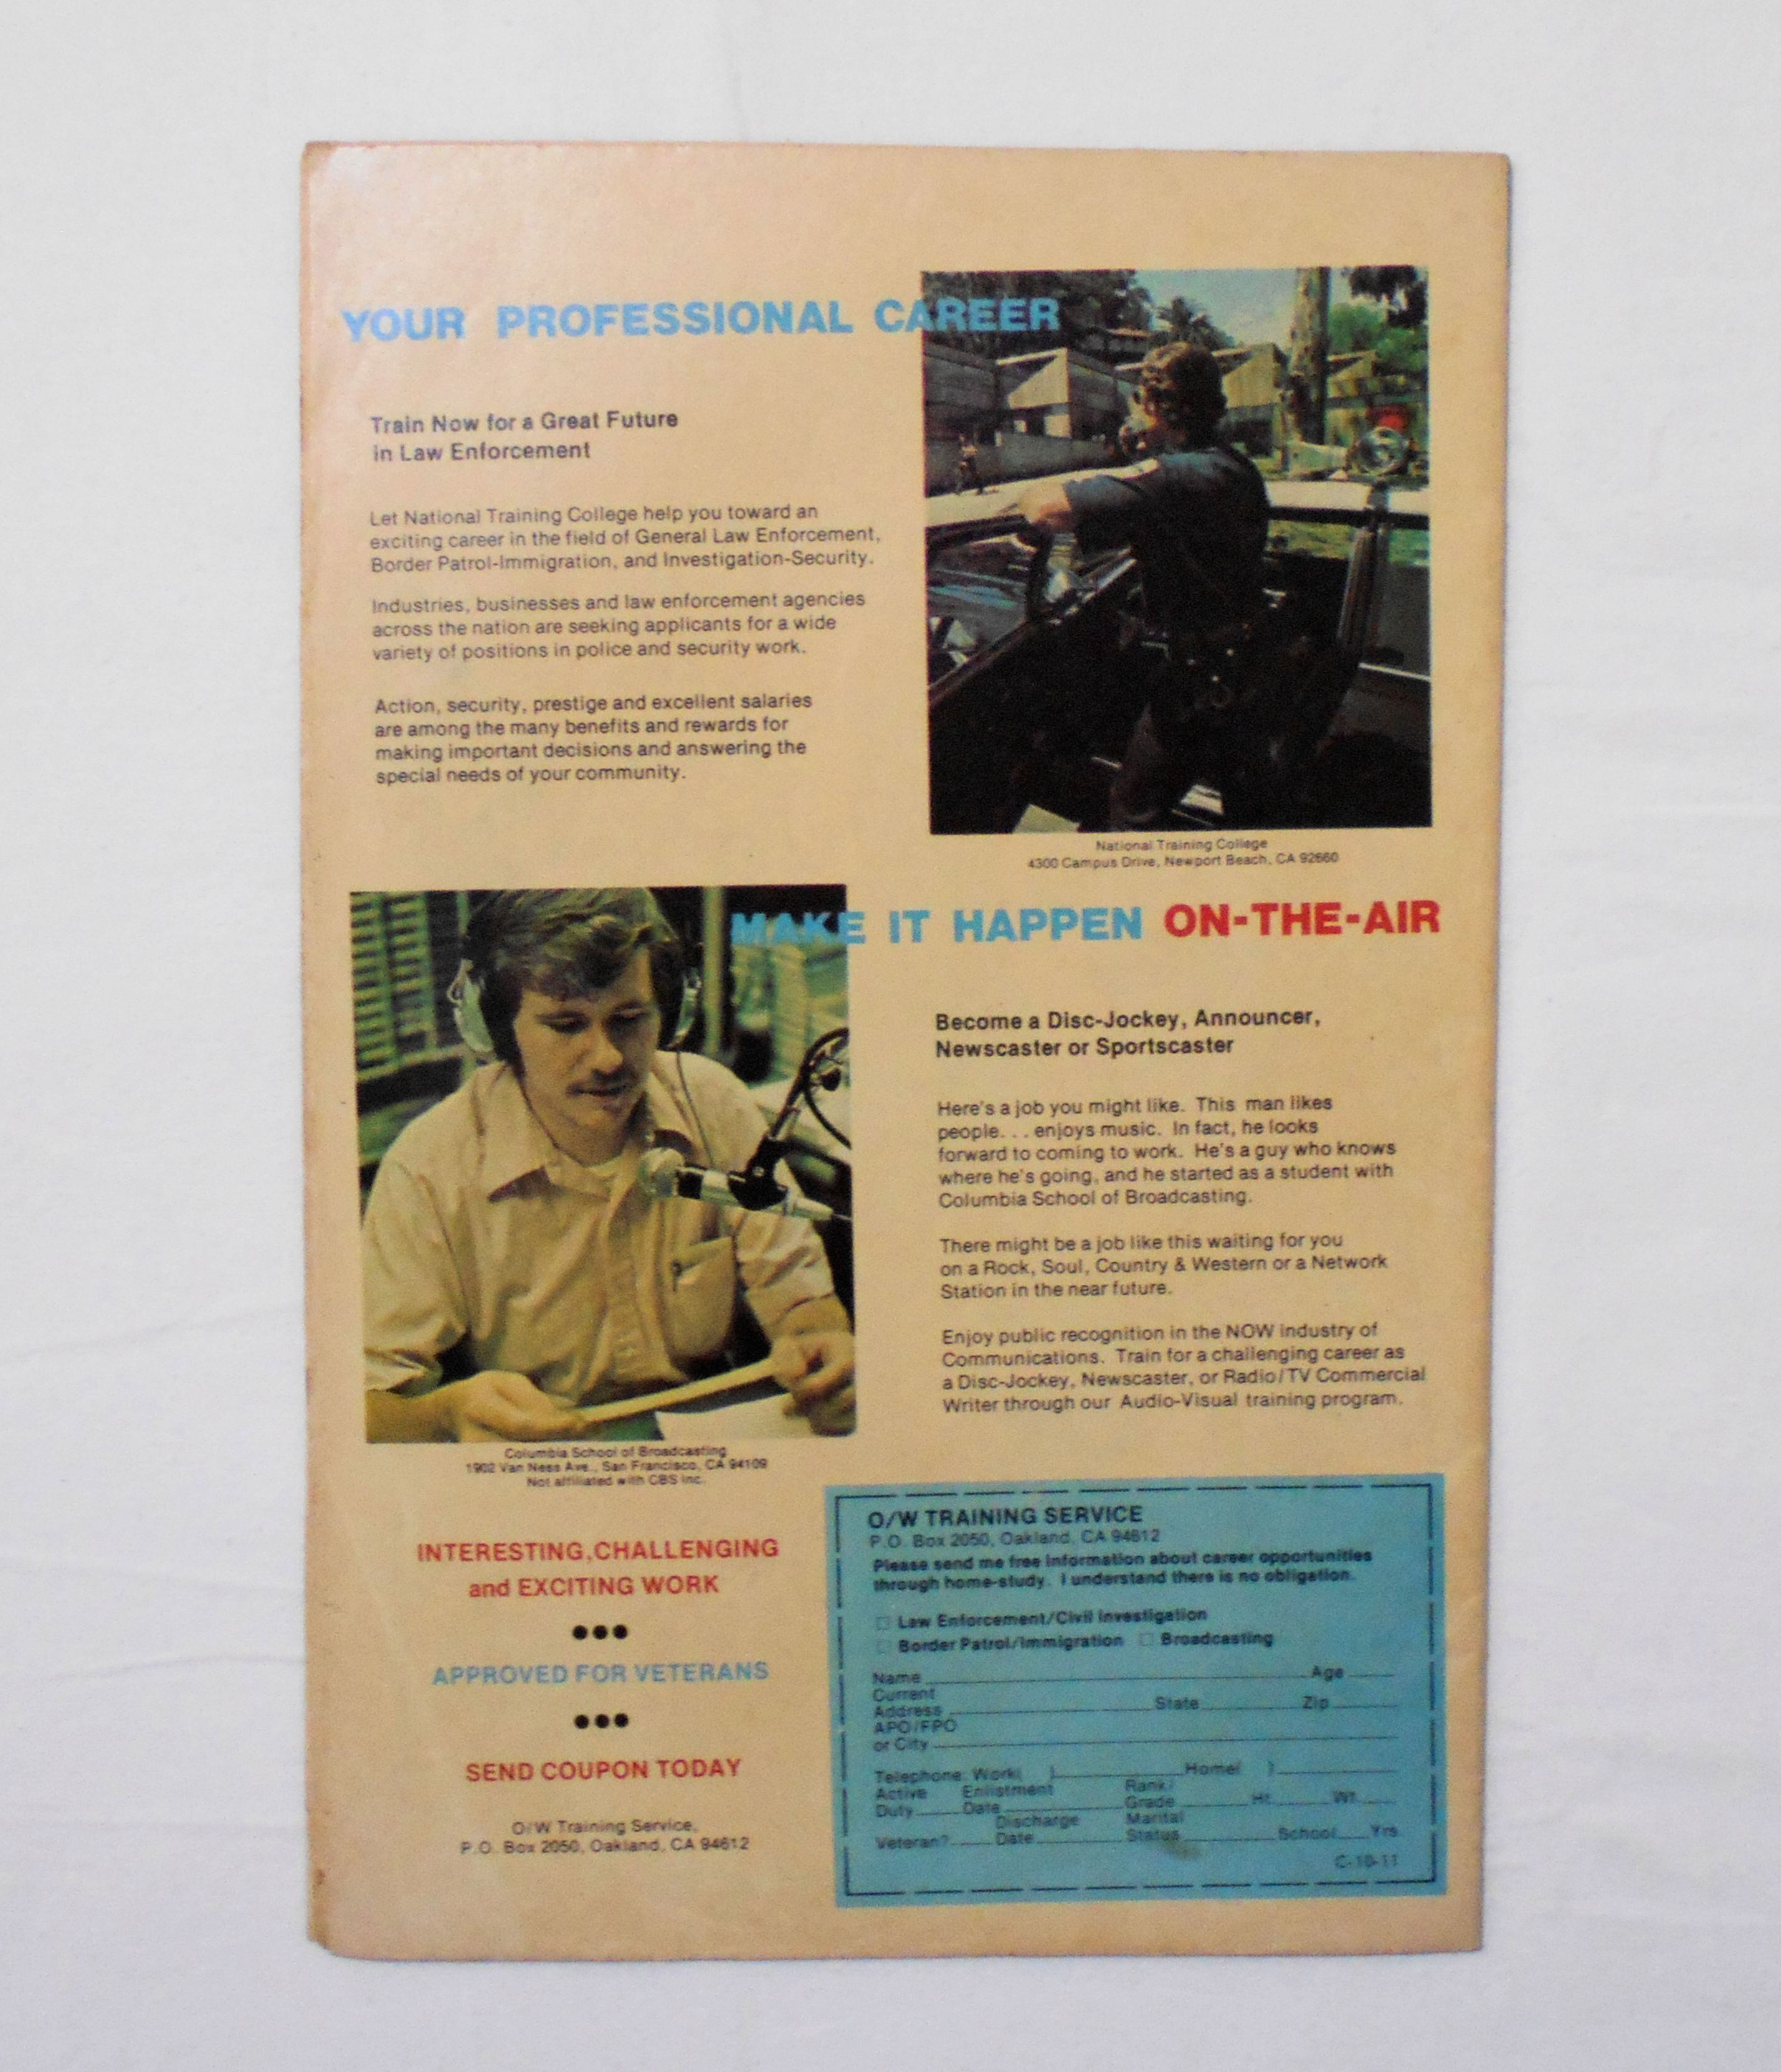 YOUR PROFESSIONAL CAREER
Train Now for a Great Future
in Law Enforcement
Let National Training College help you toward an
exciting career in the field of General Law Enforcement,
Border Patrol-Immigration, and Investigation-Security.
Industries, businesses and law enforcement agencies
across the nation are seeking applicants for a wide
variety of positions in police and security work.
Action, security, prestige and excellent salaries
are among the many benefits and rewards for
making important decisions and answering the
special needs of your community.
National Training College
4300 Campus Drive, Newport Beach, CA 92660
MAKE IT HAPPEN ON-THE-AIR
Become a Disc-Jockey, Announcer,
Newscaster or Sportscaster
Here's a job you might like. This man likes
people. . . enjoys music. In fact, he looks
forward to coming to work. He's a guy who knows
where he's going, and he started as a student with
Columbia School of Broadcasting.
There might be a job like this waiting for you
on a Rock, Soul, Country & Western or a Network
Station in the near future.
Enjoy public recognition in the NOW industry of
Communications. Train for a challenging career as
a Disc-Jockey, Newscaster, or Radio/TV Commercial
Writer through our Audio-Visual training program.
Columbia School of Broadcasting
1902 Van Ness Ave., San Francisco, CA 94109
Not affiliated with CBS Inc.
INTERESTING, CHALLENGING
and EXCITING WORK
●●●
APPROVED FOR VETERANS
●●●
SEND COUPON TODAY
O/W Training Service,
P.O. Box 2050, Oakland, CA 94612
O/W TRAINING SERVICE
P.O. Box 2050, Oakland, CA 94612
Please send me free information about career opportunities
through home-study. I understand there is no obligation.
□ Law Enforcement/Civil Investigation
□ Border Patrol/Immigration □ Broadcasting
Name Age
Current
Address State Zip
APO/FPO
or City
Telephone: Work( ) Home( )
Active Enlistment Rank/
Duty Date Grade Ht. Wt.
Discharge Marital
Veteran? Date Status School Yrs
C-10-11